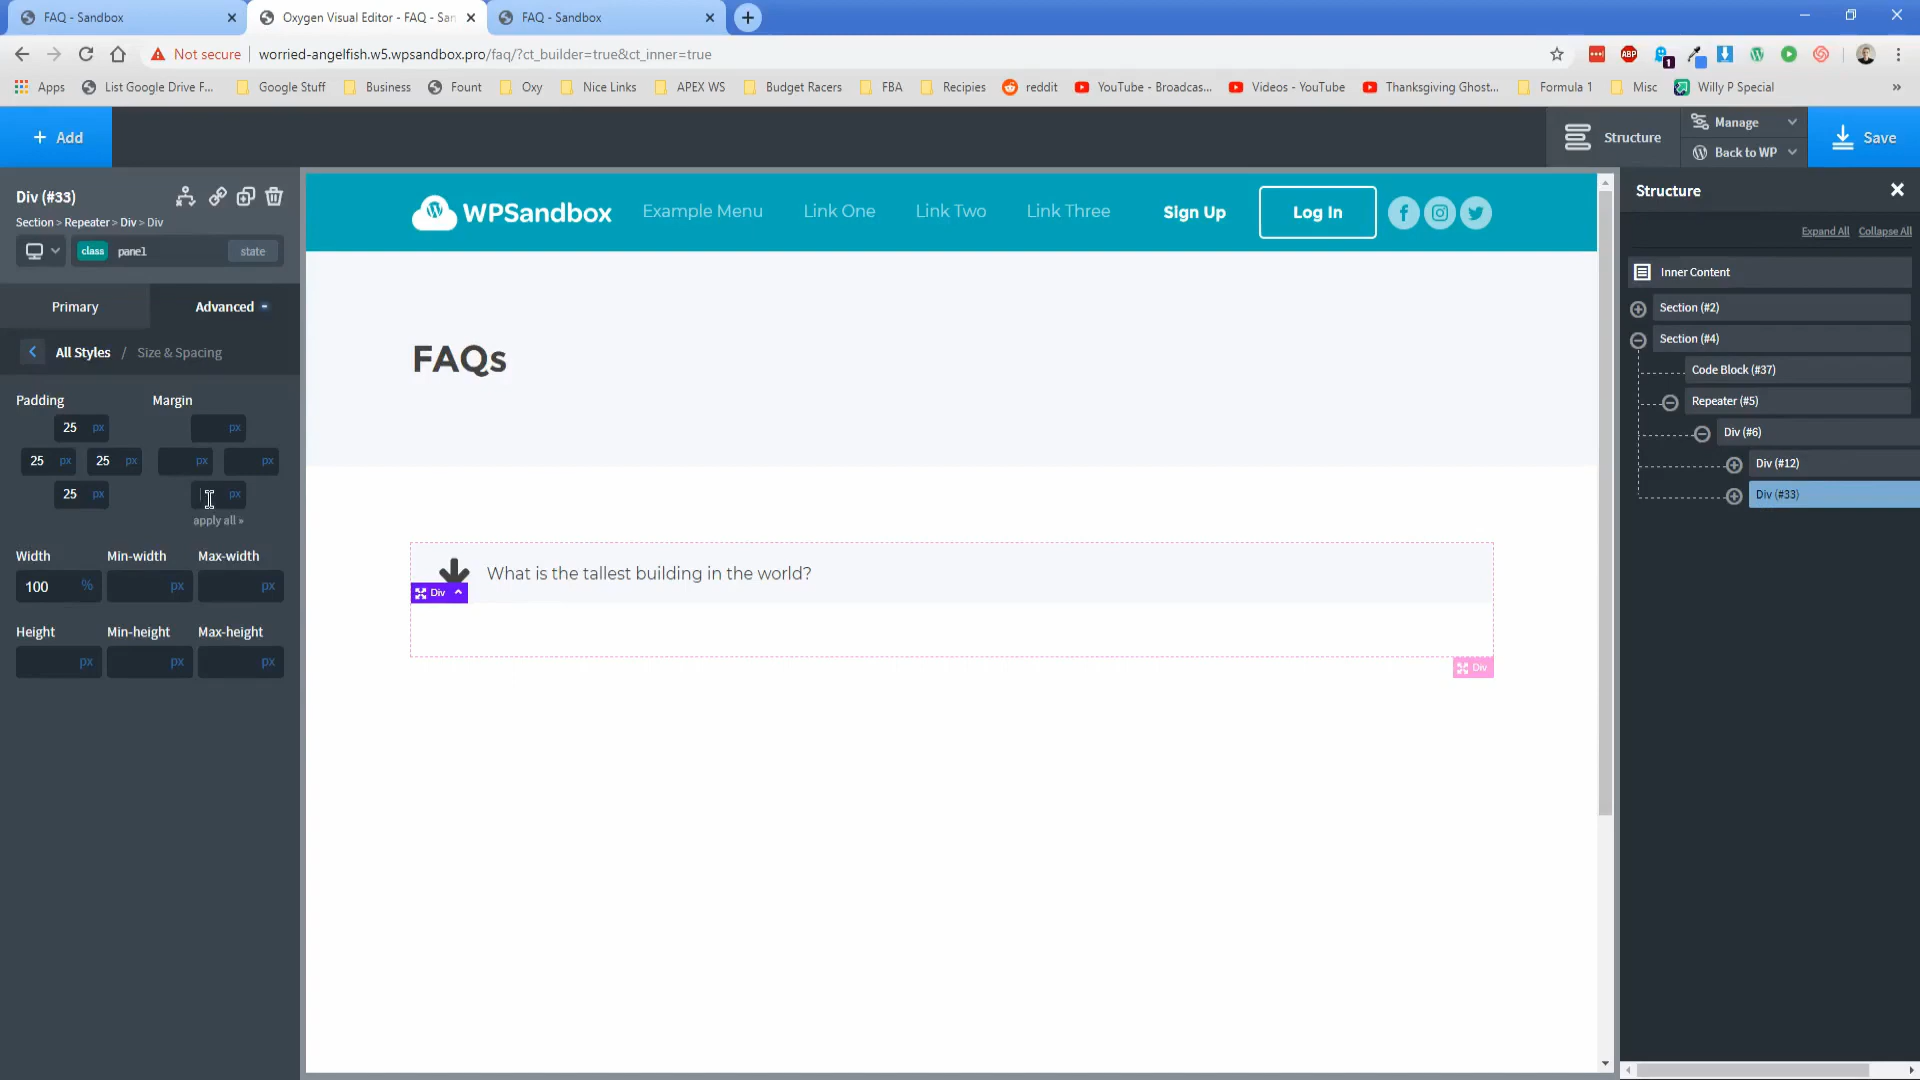 FAQ - Sandbox
Oxygen Visual Editor - FAQ - San
FAQ - Sandbox
Not secure
worried-angelfish.w5.wpsandbox.pro/faq/?ct_builder=true&ct_inner=true
ABP
1
Apps
List Google Drive F...
Google Stuff
Business
Fount
Oxy
Nice Links
APEX WS
Budget Racers
FBA
Recipies
reddit
YouTube - Broadcas...
Videos - YouTube
Thanksgiving Ghost...
Formula 1
Misc
Willy P Special
»
+ Add
Structure
Manage
Back to WP
Save
Div (#33)
Section > Repeater > Div > Div
class panel
state
Primary
Advanced
All Styles / Size & Spacing
Padding
Margin
25 px
px
25 px
25 px
px
px
25 px
px
apply all »
Width
Min-width
Max-width
100 %
px
px
Height
Min-height
Max-height
px
px
px
WPSandbox
Example Menu
Link One
Link Two
Link Three
Sign Up
Log In
FAQs
What is the tallest building in the world?
Div
Div
Structure
Expand All
Collapse All
Inner Content
Section (#2)
Section (#4)
Code Block (#37)
Repeater (#5)
Div (#6)
Div (#12)
Div (#33)